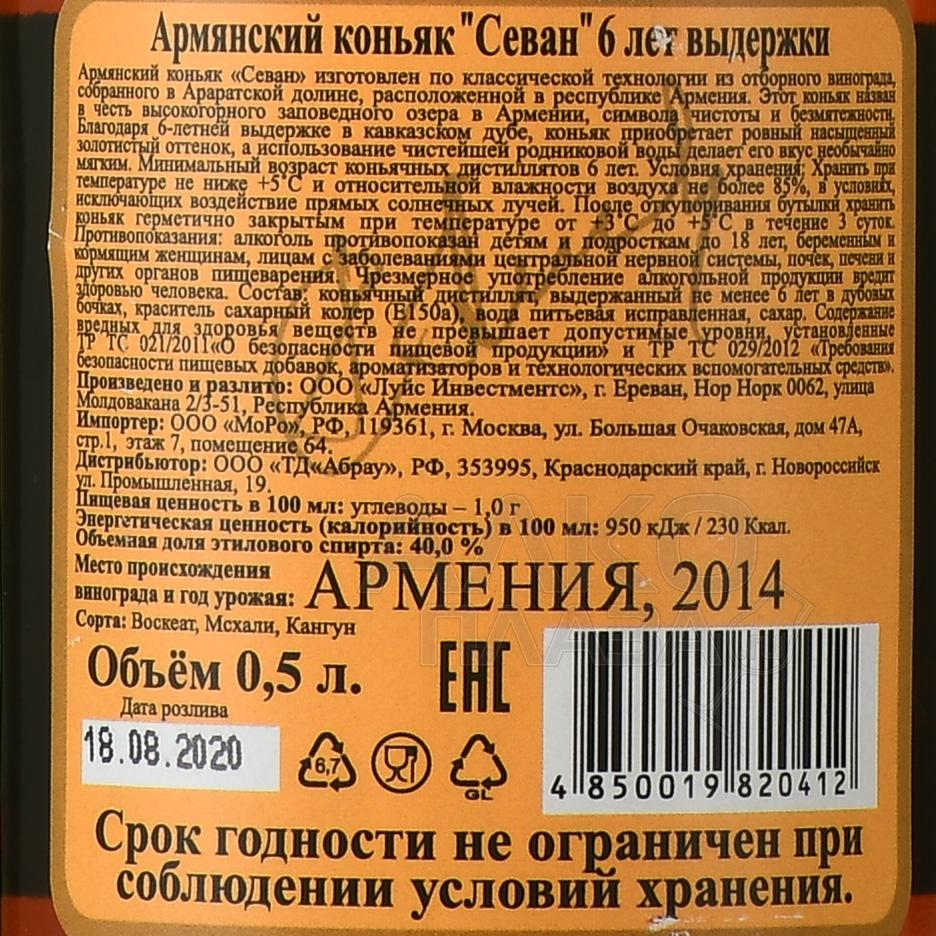 Армянский коньяк "Севан" 6 лет выдержки
Армянский коньяк «Севан» изготовлен по классической технологии из отборного винограда,
собранного в Араратской долине, расположенной в республике Армения. Этот коньяк назван
в честь высокогорного заповедного озера в Армении, символа чистоты и безмятежности.
Благодаря 6-летней выдержке в кавказском дубе, коньяк приобретает ровный насыщенный
золотистый оттенок, а использование чистейшей родниковой воды делает его вкус необычайно
мягким. Минимальный возраст коньячных дистиллятов 6 лет. Условия хранения: Хранить при
температуре не ниже +5˚С и относительной влажности воздуха не более 85%, в условиях,
исключающих воздействие прямых солнечных лучей. После откупоривания бутылки хранить
коньяк герметично закрытым при температуре от +3˚С до +5˚С в течение 3 суток.
Противопоказания: алкоголь противопоказан детям и подросткам до 18 лет, беременным и
кормящим женщинам, лицам с заболеваниями центральной нервной системы, почек, печени и
других органов пищеварения. Чрезмерное употребление алкогольной продукции вредит
здоровью человека. Состав: коньячный дистиллят, выдержанный не менее 6 лет в дубовых
бочках, краситель сахарный колер (Е150а), вода питьевая исправленная, сахар. Содержание
вредных для здоровья веществ не превышает допустимые уровни, установленные
ТР ТС 021/2011«О безопасности пищевой продукции» и ТР ТС 029/2012 «Требования
безопасности пищевых добавок, ароматизаторов и технологических вспомогательных средств».
Произведено и разлито: ООО «Луйс Инвестментс», г. Ереван, Нор Норк 0062, улица
Молдовакана 2/3-51, Республика Армения.
Импортер: ООО «МоРо», РФ, 119361, г. Москва, ул. Большая Очаковская, дом 47А,
стр.1, этаж 7, помещение 64.
Дистрибьютор: ООО «ТД«Абрау», РФ, 353995, Краснодарский край, г. Новороссийск
ул. Промышленная, 19.
Пищевая ценность в 100 мл: углеводы – 1,0 г
Энергетическая ценность (калорийность) в 100 мл: 950 кДж / 230 Ккал.
Объемная доля этилового спирта: 40,0 %
Место происхождения
винограда и год урожая: АРМЕНИЯ, 2014
Сорта: Воскеат, Мсхали, Кангун
Объём 0,5 л.
EAC
Дата розлива
18.08.2020
6,7
GL
4 850019 820412
Срок годности не ограничен при
соблюдении условий хранения.
АЛКО
ПЛАЗА